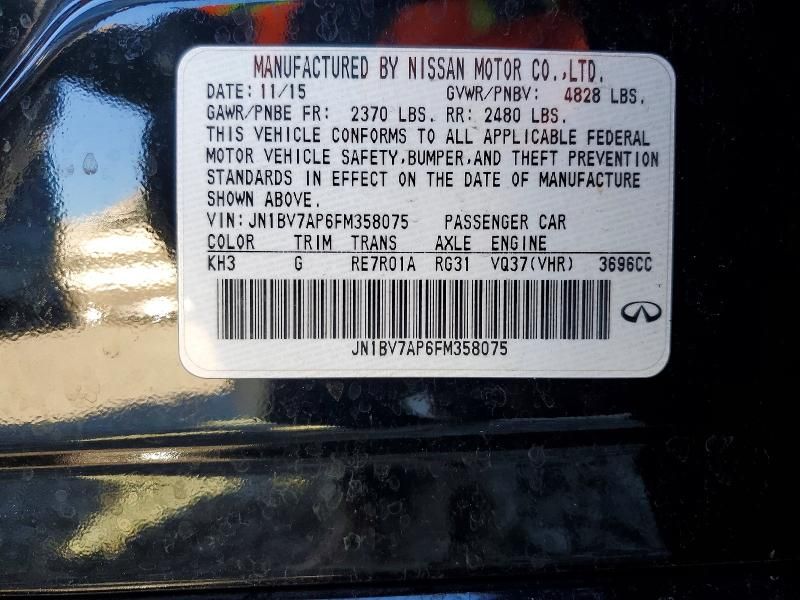 MANUFACTURED BY NISSAN MOTOR CO.,LTD.
DATE: 11/15 GVWR/PNBV: 4828 LBS.
GAWR/PNBE FR: 2370 LBS. RR: 2480 LBS.
THIS VEHICLE CONFORMS TO ALL APPLICABLE FEDERAL
MOTOR VEHICLE SAFETY,BUMPER,AND THEFT PREVENTION
STANDARDS IN EFFECT ON THE DATE OF MANUFACTURE
SHOWN ABOVE.
VIN: JN1BV7AP6FM358075 PASSENGER CAR
COLOR TRIM TRANS AXLE ENGINE
KH3 G RE7R01A RG31 VQ37(VHR) 3696CC
JN1BV7AP6FM358075